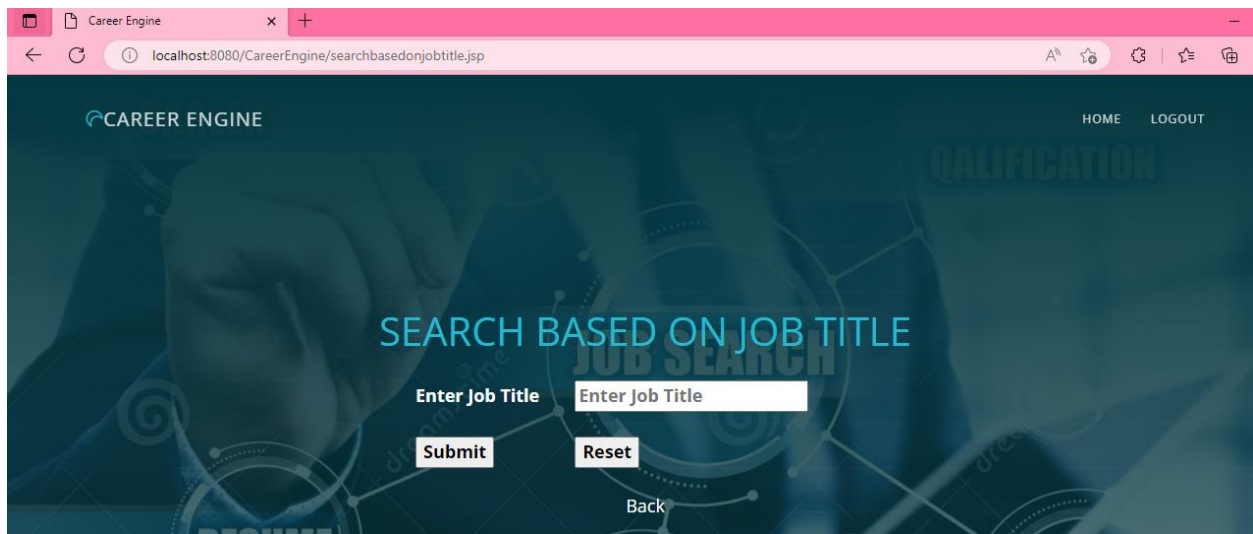 Career Engine
localhost:8080/CareerEngine/searchbasedonjobtitle.jsp
CAREER ENGINE
HOME LOGOUT
QALIFICATION
SEARCH BASED ON JOB TITLE
JOB SEARCH
Enter Job Title Enter Job Title
Submit Reset
Back